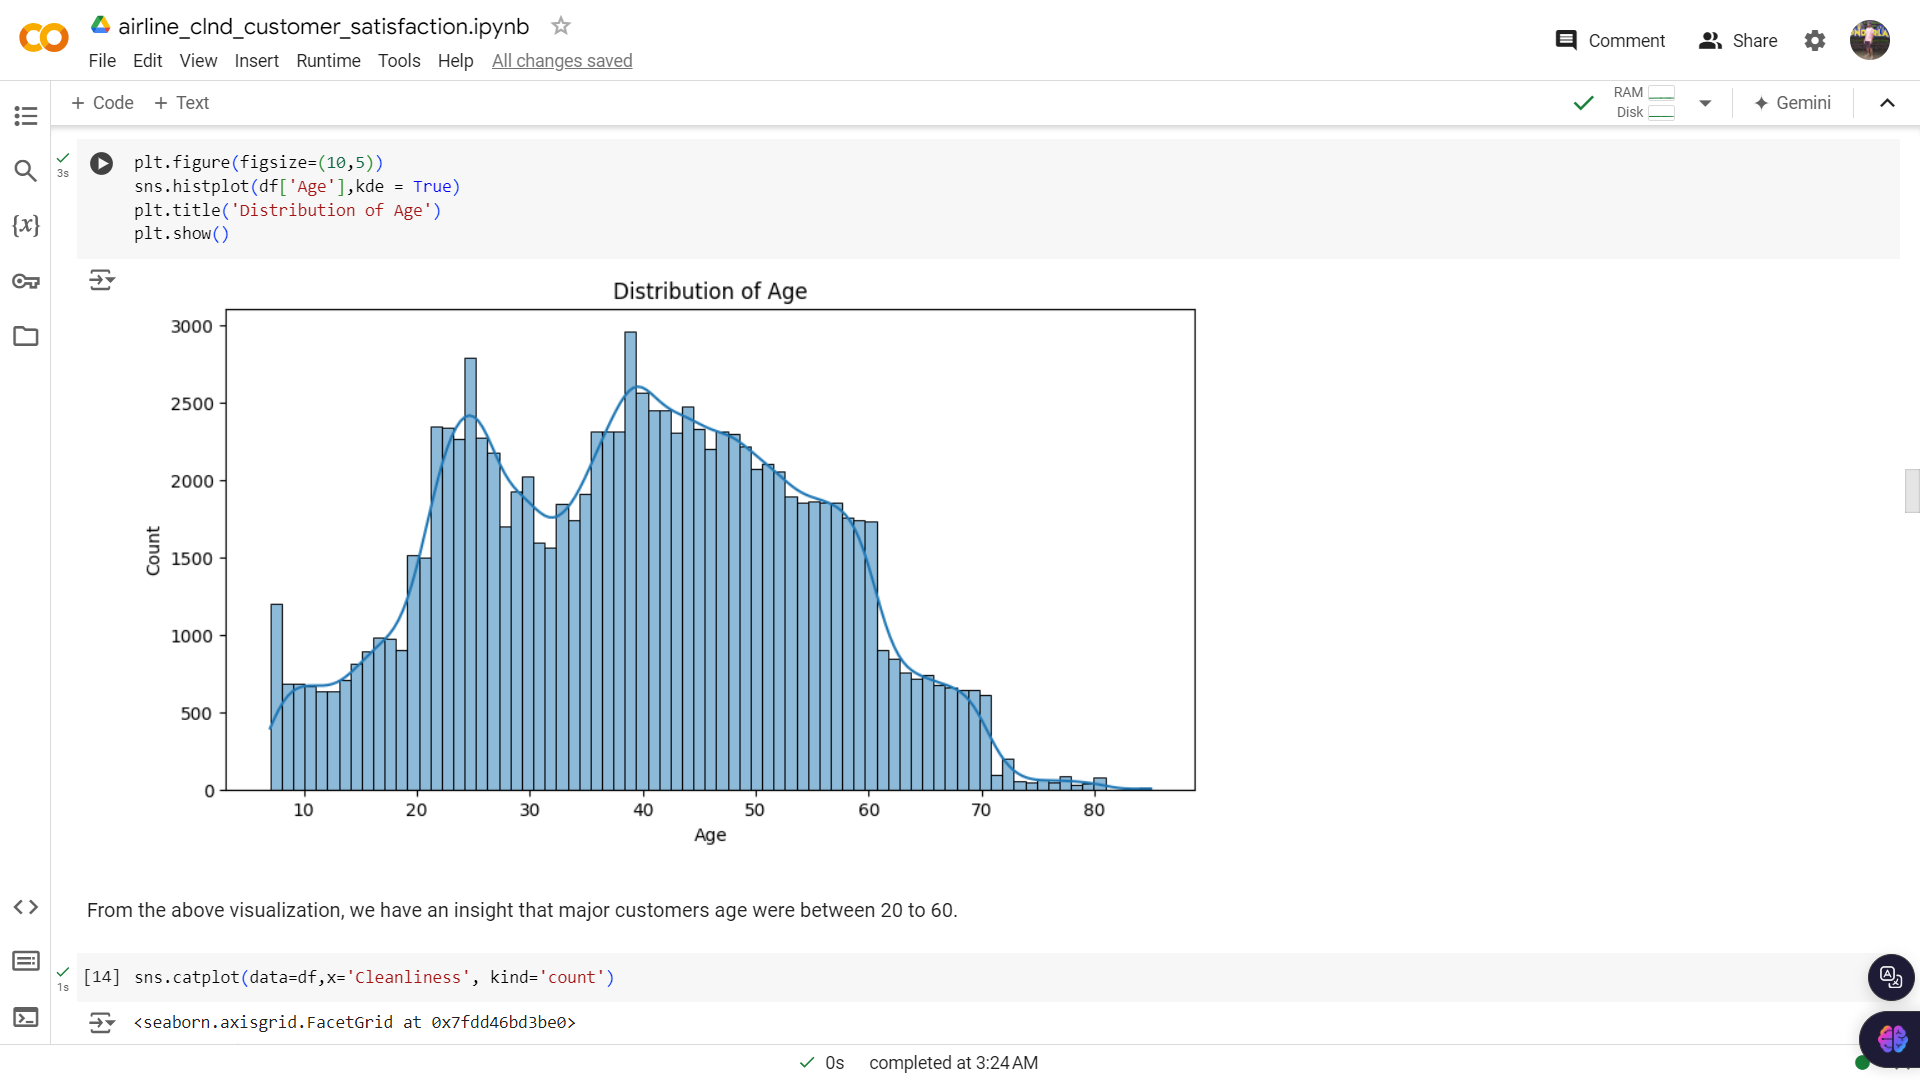 airline_clnd_customer_satisfaction.ipynb
File Edit View Insert Runtime Tools Help All changes saved
Comment Share
+ Code + Text
RAM
Disk
Gemini
3s
plt.figure(figsize=(10,5))
sns.histplot(df['Age'],kde = True)
plt.title('Distribution of Age')
plt.show()
{x}
Distribution of Age
3000
2500
2000
1500
1000
500
0
Count
10 20 30 40 50 60 70 80
Age
From the above visualization, we have an insight that major customers age were between 20 to 60.
1s
[14] sns.catplot(data=df,x='Cleanliness', kind='count')
<seaborn.axisgrid.FacetGrid at 0x7fdd46bd3be0>
0s completed at 3:24 AM